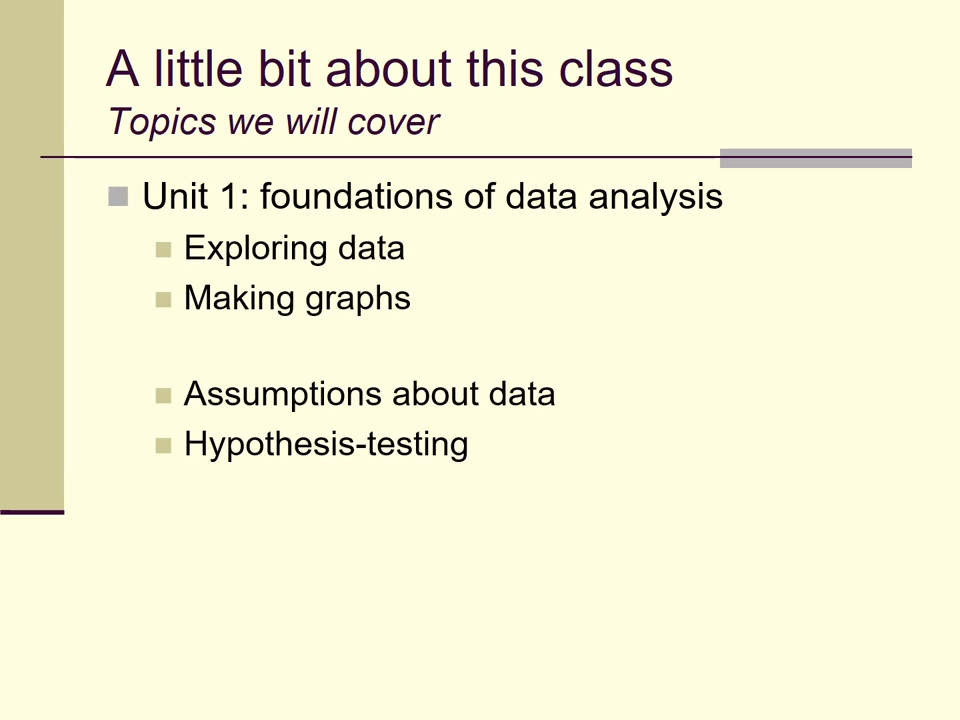 A little bit about this class
Topics we will cover
Unit 1: foundations of data analysis
Exploring data
Making graphs
Assumptions about data
Hypothesis-testing